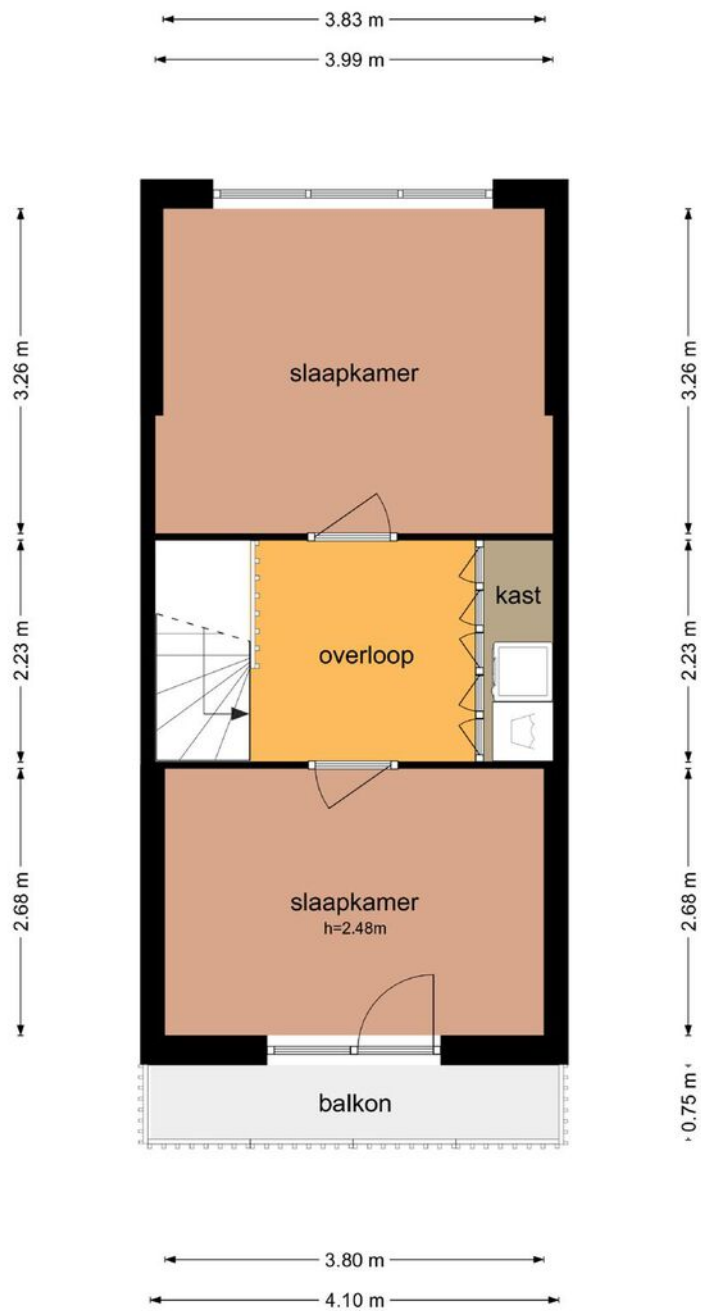 3.83 m
3.99 m
3.26 m
3.26 m
slaapkamer
2.23 m
2.23 m
kast
overloop
2.68 m
2.68 m
slaapkamer
h=2.48m
0.75 m
balkon
3.80 m
4.10 m